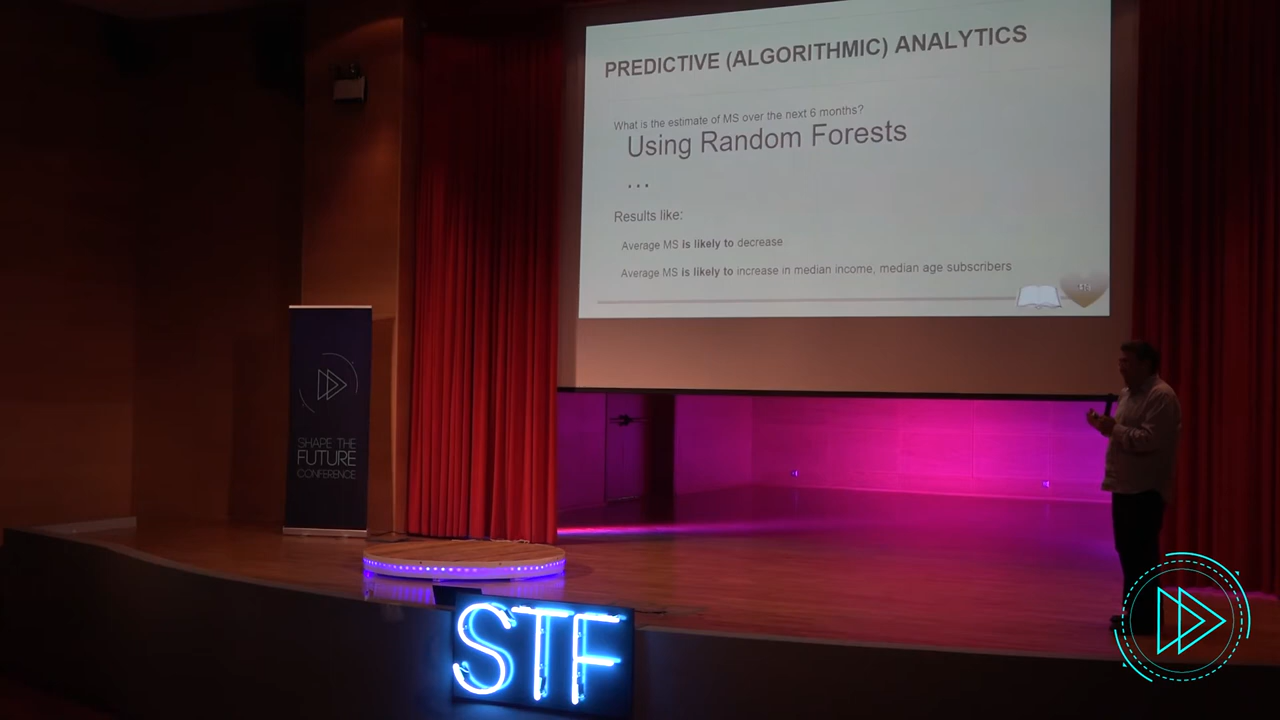 PREDICTIVE (ALGORITHMIC) ANALYTICS
What is the estimate of MS over the next 6 months?
Using Random Forests
...
Results like:
Average MS is likely to decrease
Average MS is likely to increase in median income, median age subscribers
SHAPE THE
FUTURE
CONFERENCE
STF